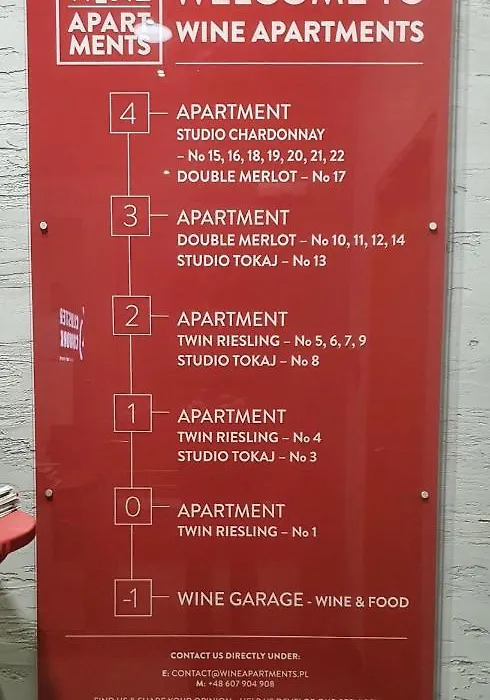 WINE
APART
MENTS
WELCOME TO
WINE APARTMENTS
4 APARTMENT
STUDIO CHARDONNAY
– No 15, 16, 18, 19, 20, 21, 22
DOUBLE MERLOT – No 17
3 APARTMENT
DOUBLE MERLOT – No 10, 11, 12, 14
STUDIO TOKAJ – No 13
2 APARTMENT
TWIN RIESLING – No 5, 6, 7, 9
STUDIO TOKAJ – No 8
1 APARTMENT
TWIN RIESLING – No 4
STUDIO TOKAJ – No 3
0 APARTMENT
TWIN RIESLING – No 1
-1 WINE GARAGE - WINE & FOOD
CONTACT US DIRECTLY UNDER:
E: CONTACT@WINEAPARTMENTS.PL
M: +48 607 904 908